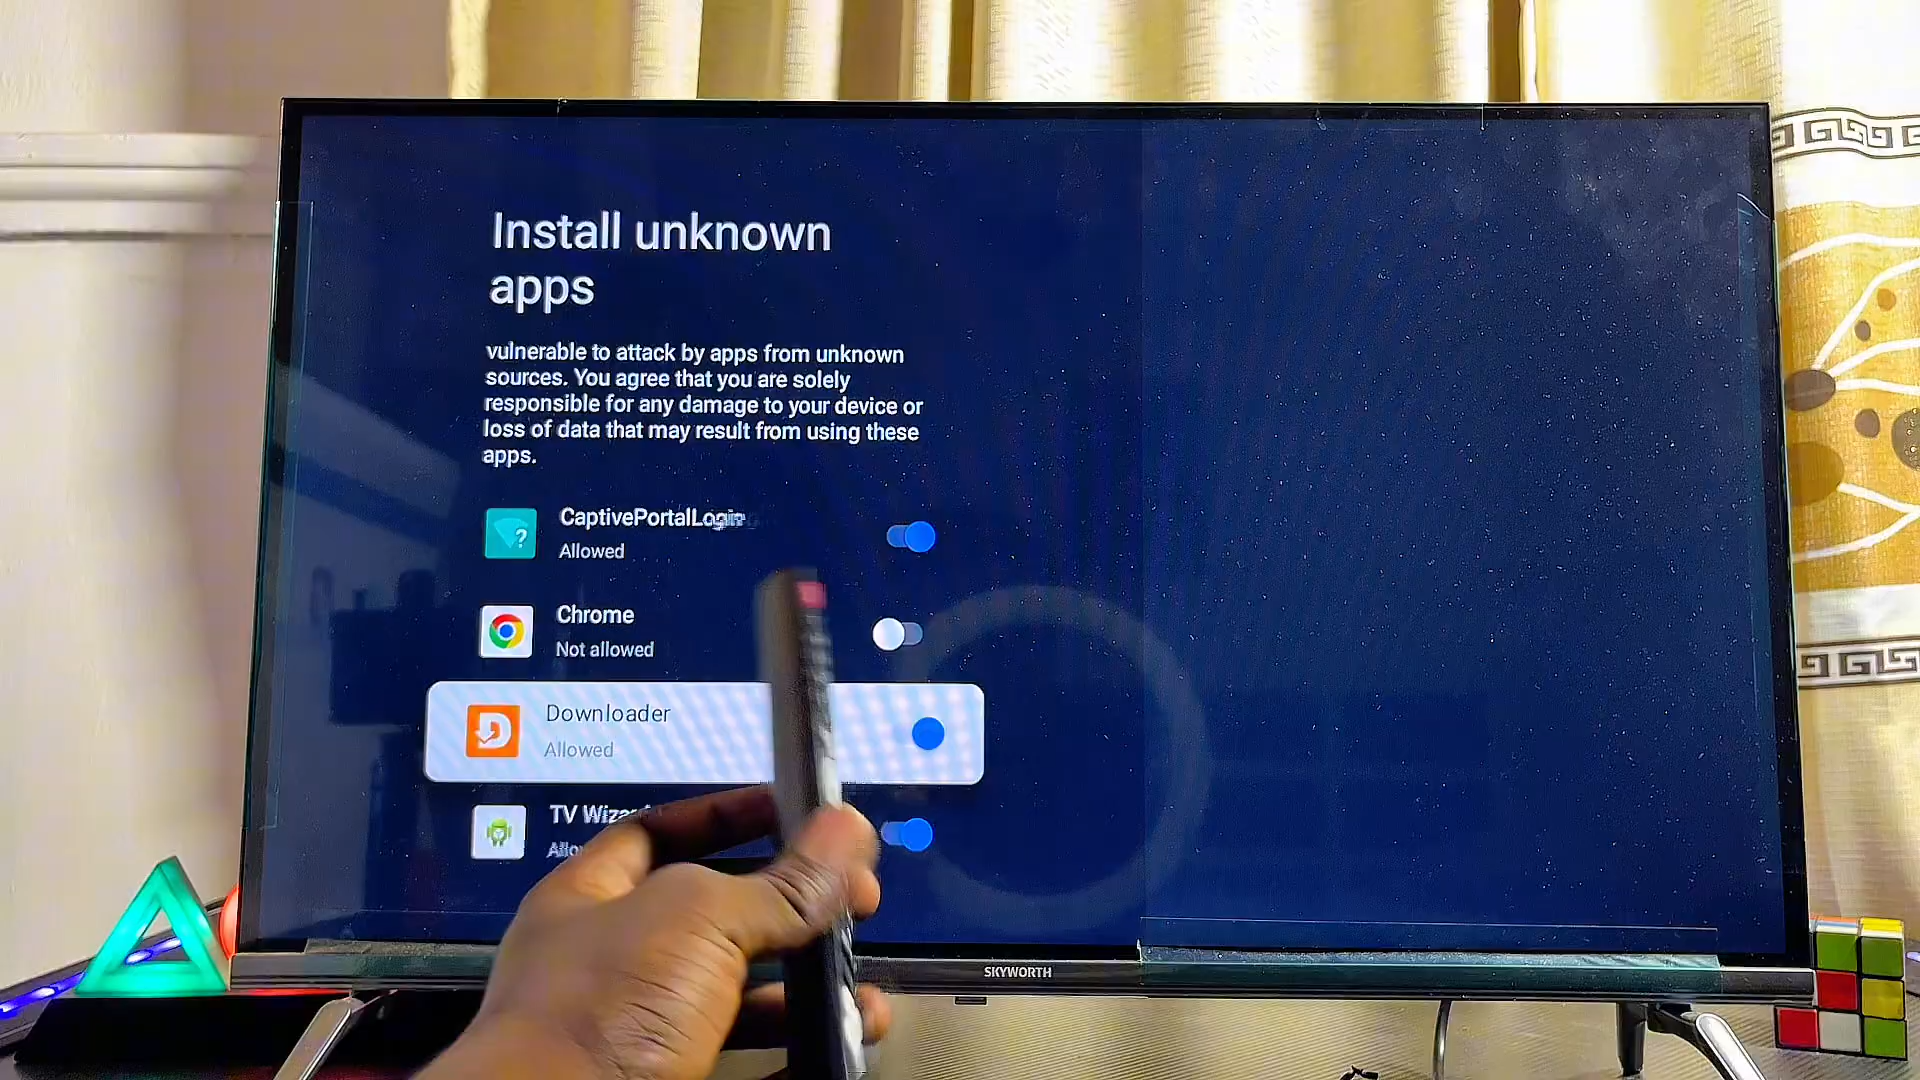 Install unknown
apps
vulnerable to attack by apps from unknown
sources. You agree that you are solely
responsible for any damage to your device or
loss of data that may result from using these
apps.
CaptivePortalLogin
Allowed
Chrome
Not allowed
Downloader
Allowed
TV
SKYWORTH